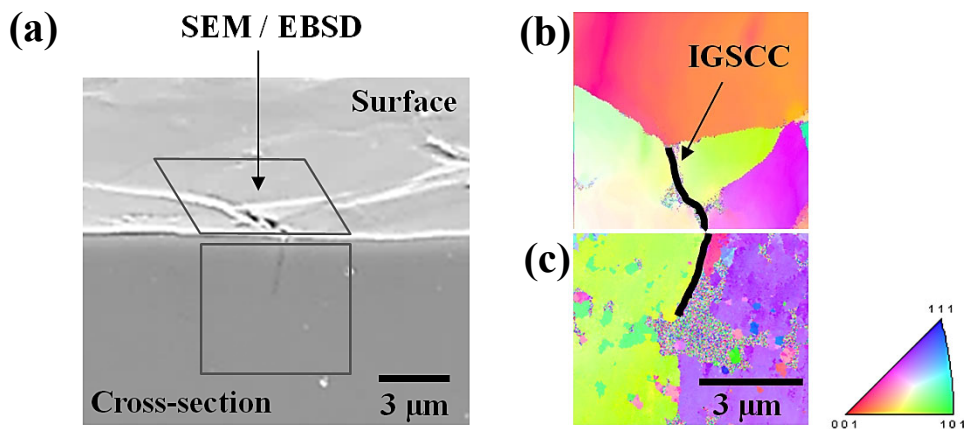 (a)
SEM / EBSD
Surface
Cross-section
3 μm
(b)
IGSCC
(c)
3 μm
111
001
101